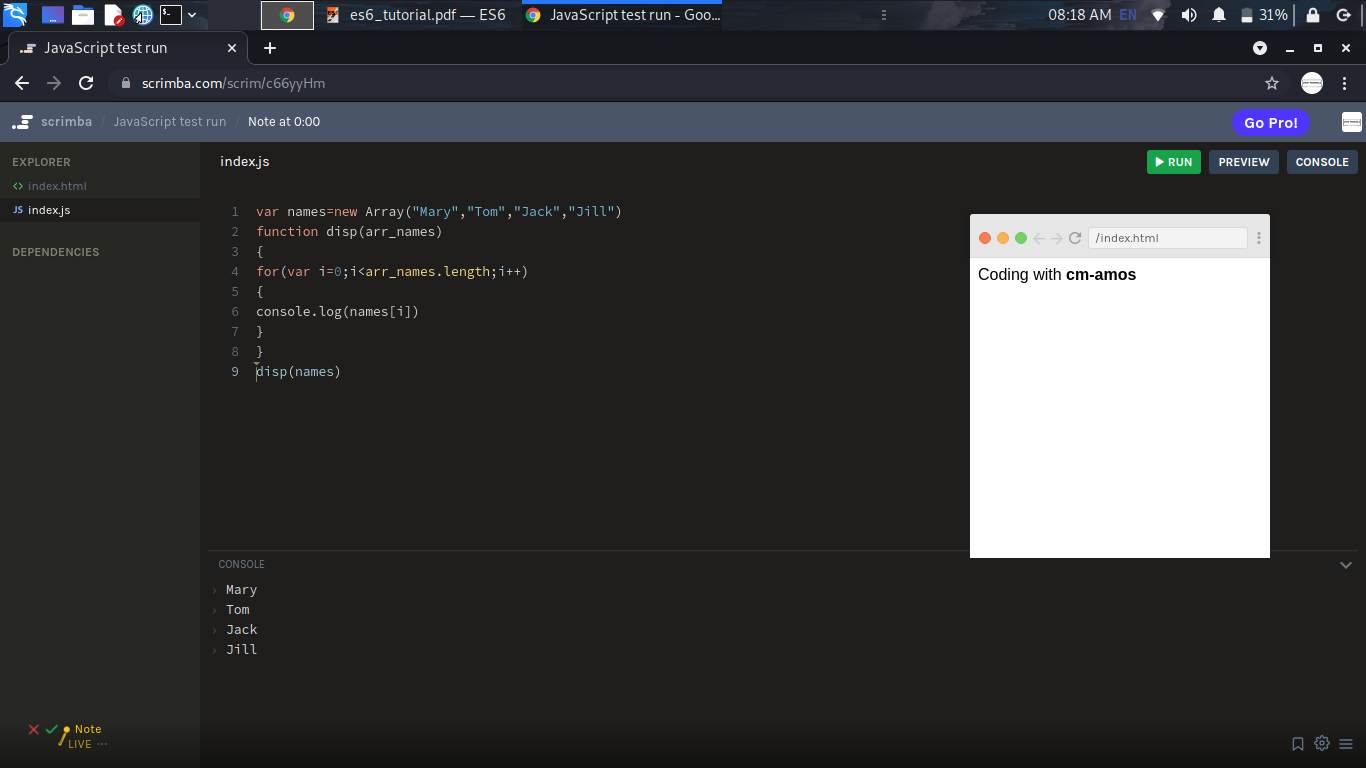 es6_tutorial.pdf — ES6
JavaScript test run - Goo...
08:18 AM
EN
31%
JavaScript test run
scrimba.com/scrim/c66yyHm
scrimba / JavaScript test run / Note at 0:00
Go Pro!
EXPLORER
<> index.html
JS index.js
DEPENDENCIES
index.js
RUN
PREVIEW
CONSOLE
1 var names=new Array("Mary","Tom","Jack","Jill")
2 function disp(arr_names)
3 {
4 for(var i=0;i<arr_names.length;i++)
5 {
6 console.log(names[i])
7 }
8 }
9 disp(names)
/index.html
Coding with cm-amos
CONSOLE
› Mary
› Tom
› Jack
› Jill
Note
LIVE ···